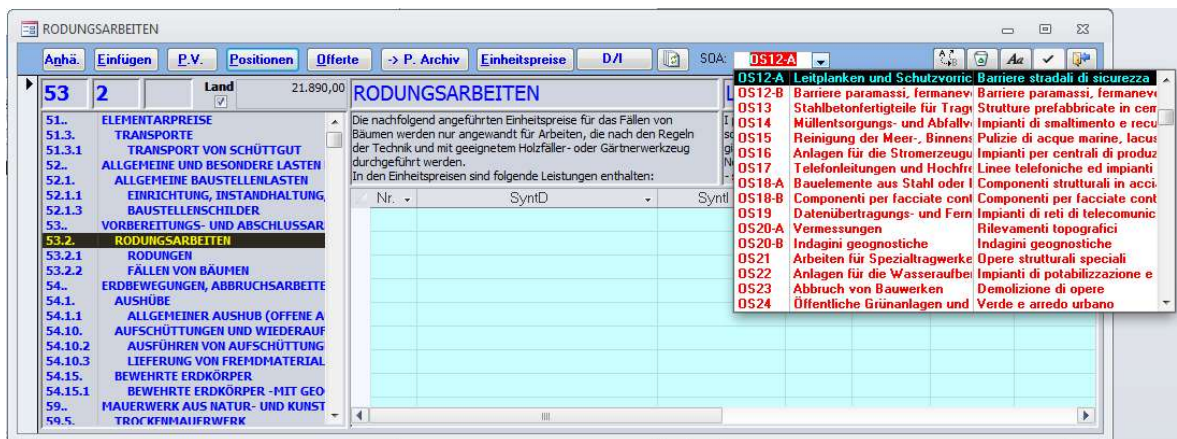 RODUNGSARBEITEN
Anhä. Einfügen P.V. Positionen Offerte -> P. Archiv Einheitspreise D/I SOA: OS12-A Aa
53 2 Land 21.890,00 RODUNGSARBEITEN
Die nachfolgend angeführten Einheitspreise für das Fällen von
Bäumen werden nur angewandt für Arbeiten, die nach den Regeln
der Technik und mit geeignetem Holzfäller- oder Gärtnerwerkzeug
durchgeführt werden.
In den Einheitspreisen sind folgende Leistungen enthalten:
51.. ELEMENTARPREISE
51.3. TRANSPORTE
51.3.1 TRANSPORT VON SCHÜTTGUT
52.. ALLGEMEINE UND BESONDERE LASTEN
52.1. ALLGEMEINE BAUSTELLENLASTEN
52.1.1 EINRICHTUNG, INSTANDHALTUNG,
52.1.3 BAUSTELLENSCHILDER
53.. VORBEREITUNGS- UND ABSCHLUSSAR
53.2. RODUNGSARBEITEN
53.2.1 RODUNGEN
53.2.2 FÄLLEN VON BÄUMEN
54.. ERDBEWEGUNGEN, ABBRUCHSARBEITE
54.1. AUSHÜBE
54.1.1 ALLGEMEINER AUSHUB (OFFENE A
54.10. AUFSCHÜTTUNGEN UND WIEDERAUF
54.10.2 AUSFÜHREN VON AUFSCHÜTTUNG
54.10.3 LIEFERUNG VON FREMDMATERIAL
54.15. BEWEHRTE ERDKÖRPER
54.15.1 BEWEHRTE ERDKÖRPER -MIT GEO
59.. MAUERWERK AUS NATUR- UND KUNST
59.5. TROCKENMAUERWERK
Nr. SyntD SyntI
OS12-A Leitplanken und Schutzvorric Barriere stradali di sicurezza
OS12-B Barriere paramassi, fermanev Barriere paramassi, fermanev
OS13 Stahlbetonfertigteile für Trag Strutture prefabbricate in cem
OS14 Müllentsorgungs- und Abfallv Impianti di smaltimento e recu
OS15 Reinigung der Meer-, Binnens Pulizie di acque marine, lacus
OS16 Anlagen für die Stromerzeugu Impianti per centrali di produz
OS17 Telefonleitungen und Hochfre Linee telefoniche ed impianti
OS18-A Bauelemente aus Stahl oder Componenti strutturali in acci
OS18-B Componenti per facciate cont Componenti per facciate cont
OS19 Datenübertragungs- und Fern Impianti di reti di telecomunic
OS20-A Vermessungen Rilevamenti topografici
OS20-B Indagini geognostiche Indagini geognostiche
OS21 Arbeiten für Spezialtragwerke Opere strutturali speciali
OS22 Anlagen für die Wasseraufbe Impianti di potabilizzazione e
OS23 Abbruch von Bauwerken Demolizione di opere
OS24 Öffentliche Grünanlagen und Verde e arredo urbano